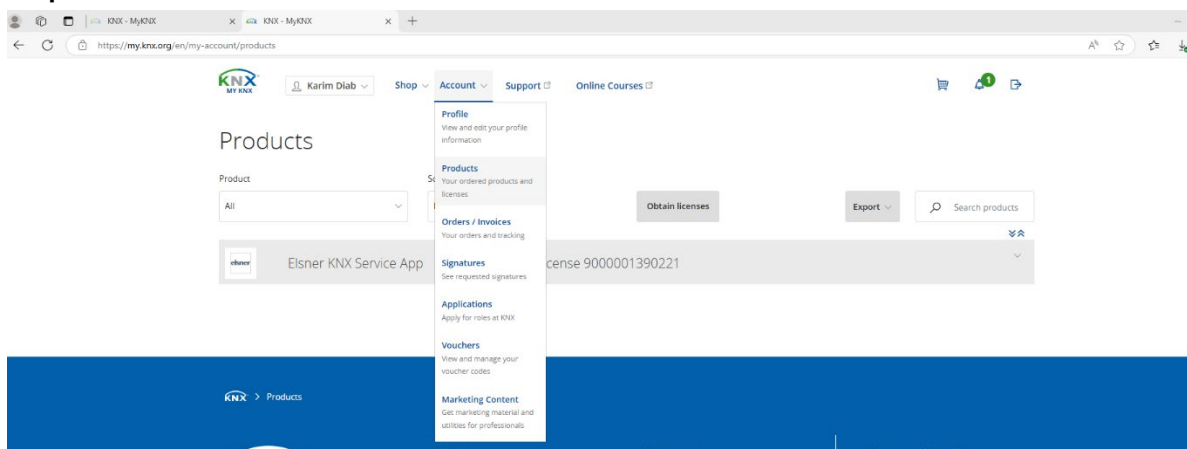 KNX - MyKNX
KNX - MyKNX
https://my.knx.org/en/my-account/products
KNX
MY KNX
Karim Diab
Shop
Account
Support
Online Courses
1
Profile
View and edit your profile
information
Products
Products
Your ordered products and
licenses
Product
All
Obtain licenses
Export
Search products
Orders / Invoices
Your orders and tracking
elsner
Elsner KNX Service App
cense 9000001390221
Signatures
See requested signatures
Applications
Apply for roles at KNX
Vouchers
View and manage your
voucher codes
KNX > Products
Marketing Content
Get marketing material and
utilities for professionals